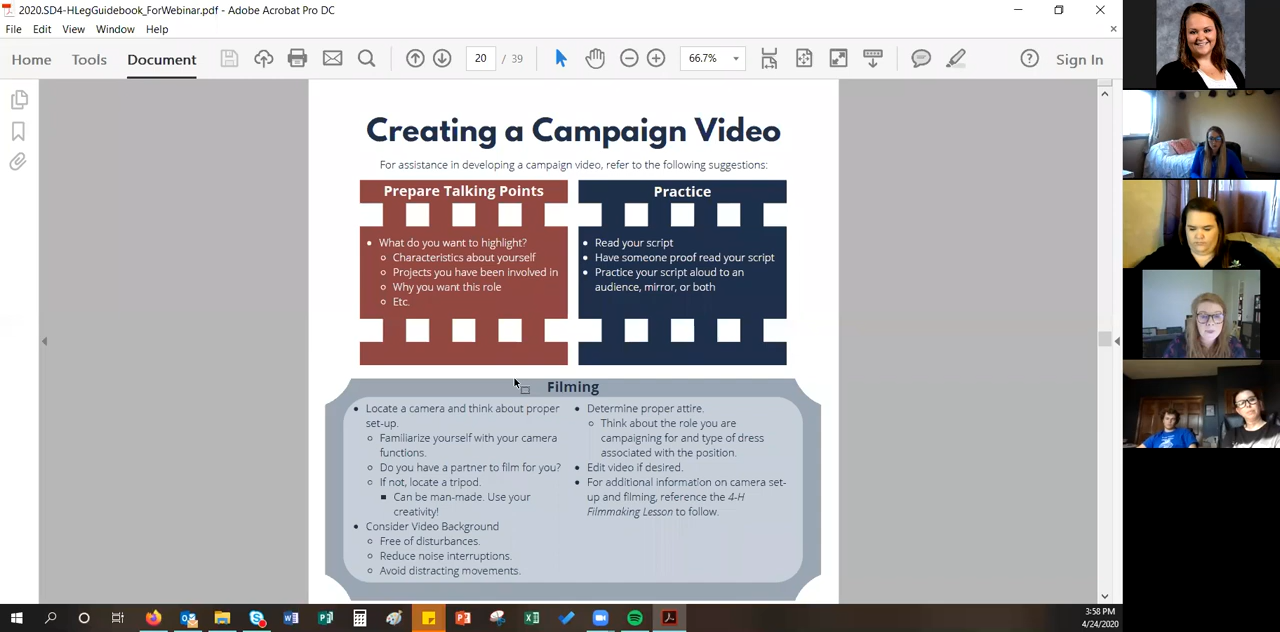 2020.SD4-HLegGuidebook_ForWebinar.pdf - Adobe Acrobat Pro DC
File Edit View Window Help
Home Tools Document 20 / 39 66.7% Sign In
Creating a Campaign Video
For assistance in developing a campaign video, refer to the following suggestions:
Prepare Talking Points
What do you want to highlight?
Characteristics about yourself
Projects you have been involved in
Why you want this role
Etc.
Practice
Read your script
Have someone proof read your script
Practice your script aloud to an
audience, mirror, or both
Filming
Locate a camera and think about proper
set-up.
Familiarize yourself with your camera
functions.
Do you have a partner to film for you?
If not, locate a tripod.
Can be man-made. Use your
creativity!
Consider Video Background
Free of disturbances.
Reduce noise interruptions.
Avoid distracting movements.
Determine proper attire.
Think about the role you are
campaigning for and type of dress
associated with the position.
Edit video if desired.
For additional information on camera set-
up and filming, reference the 4-H
Filmmaking Lesson to follow.
3:58 PM
4/24/2020